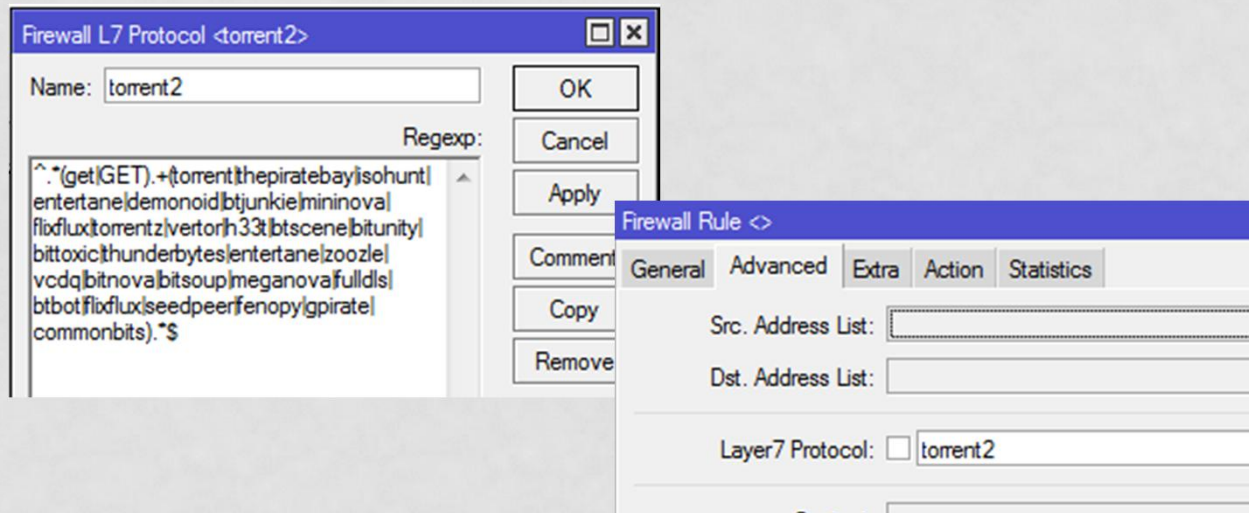 Firewall L7 Protocol <torrent2>
Name: torrent2
OK
Regexp:
Cancel
^.*(get|GET).+(torrent|thepiratebay|isohunt|
entertane|demonoid|btjunkie|mininova|
flixflux|torrentz|vertor|h33t|btscene|bitunity|
bittoxic|thunderbytes|entertane|zoozle|
vcdq|bitnova|bitsoup|meganova|fulldls|
btbot|flixflux|seedpeer|fenopy|gpirate|
commonbits).*$
Apply
Comment
Copy
Remove
Firewall Rule <>
General Advanced Extra Action Statistics
Src. Address List:
Dst. Address List:
Layer7 Protocol: torrent2